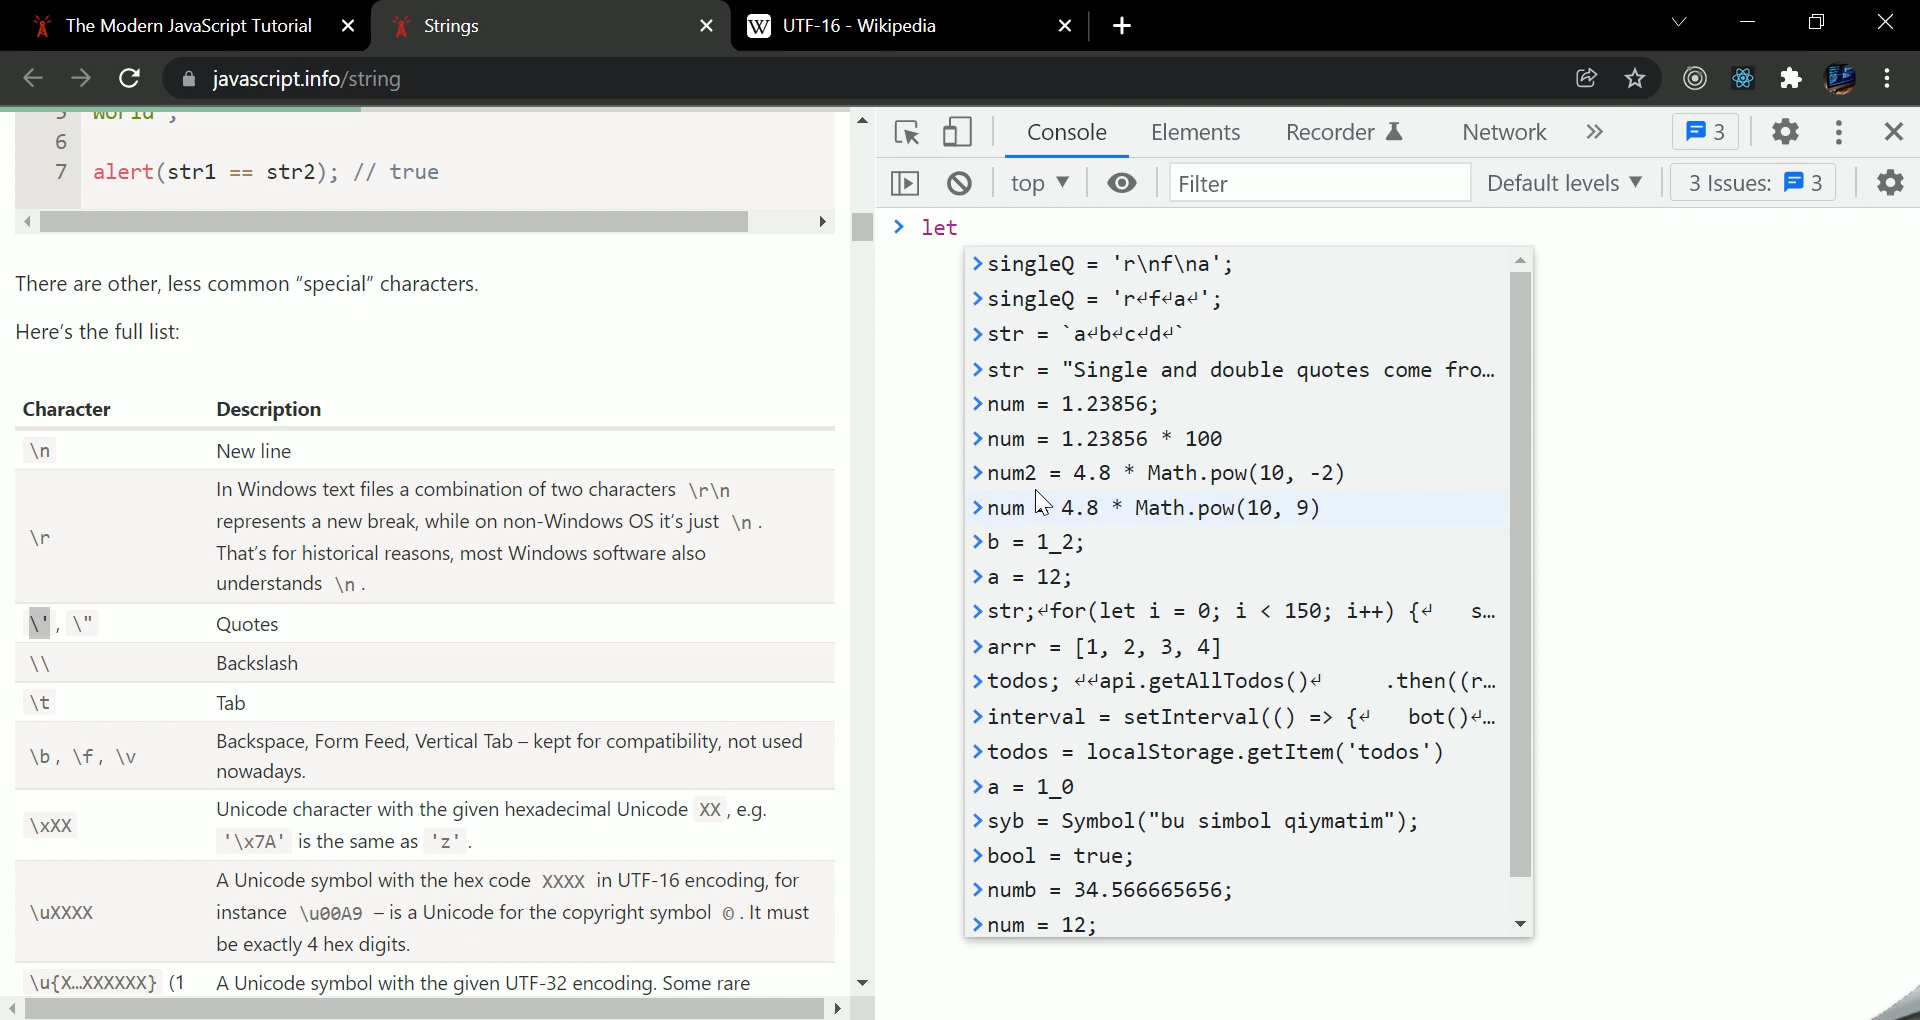 The Modern JavaScript Tutorial
Strings
UTF-16 - Wikipedia
javascript.info/string
6
7 alert(str1 == str2); // true
There are other, less common “special” characters.
Here's the full list:
Character Description
\n New line
\r In Windows text files a combination of two characters \r\n
represents a new break, while on non-Windows OS it's just \n .
That's for historical reasons, most Windows software also
understands \n .
\' , \" Quotes
\\ Backslash
\t Tab
\b, \f, \v Backspace, Form Feed, Vertical Tab – kept for compatibility, not used
nowadays.
\xXX Unicode character with the given hexadecimal Unicode XX , e.g.
'\x7A' is the same as 'z' .
\uXXXX A Unicode symbol with the hex code XXXX in UTF-16 encoding, for
instance \u00A9 – is a Unicode for the copyright symbol © . It must
be exactly 4 hex digits.
\u{X…XXXXXX} (1 A Unicode symbol with the given UTF-32 encoding. Some rare
Console Elements Recorder Network » 3
top Filter Default levels 3 Issues: 3
> let
>singleQ = 'r\nf\na';
>singleQ = 'r↵f↵a↵';
>str = `a↵b↵c↵d↵`
>str = "Single and double quotes come fro…
>num = 1.23856;
>num = 1.23856 * 100
>num2 = 4.8 * Math.pow(10, -2)
>num 4.8 * Math.pow(10, 9)
>b = 1_2;
>a = 12;
>str;↵for(let i = 0; i < 150; i++) {↵ s…
>arrr = [1, 2, 3, 4]
>todos; ↵↵api.getAllTodos()↵ .then((r…
>interval = setInterval(() => {↵ bot()↵…
>todos = localStorage.getItem('todos')
>a = 1_0
>syb = Symbol("bu simbol qiymatim");
>bool = true;
>numb = 34.566665656;
>num = 12;